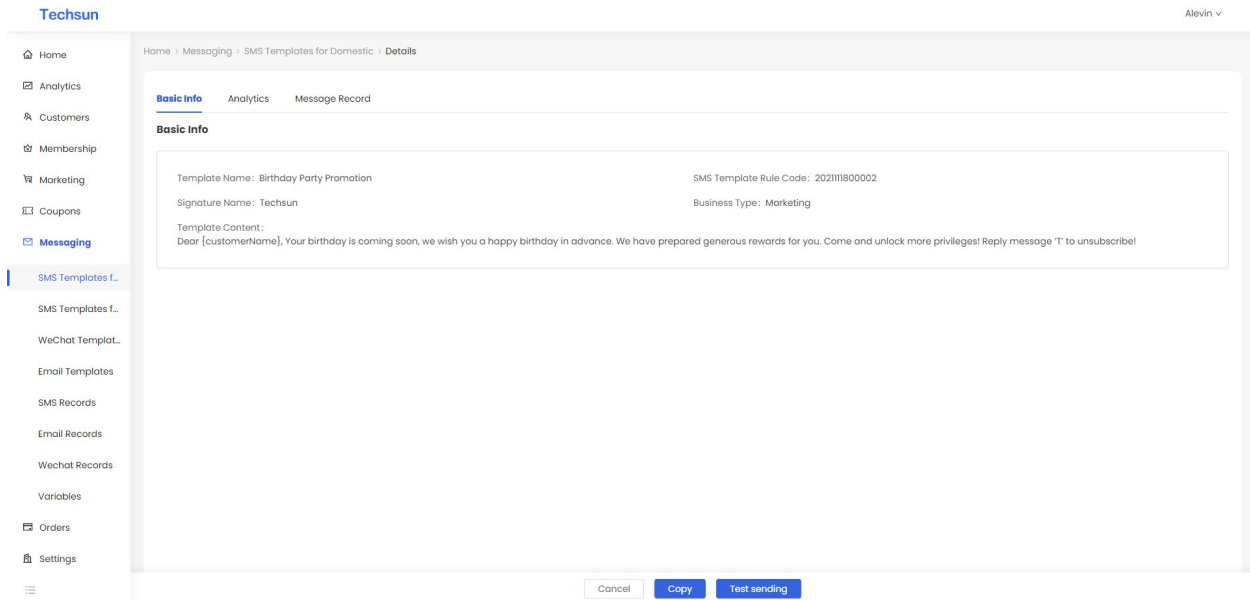 Techsun
Alevin
Home
Analytics
Customers
Membership
Marketing
Coupons
Messaging
SMS Templates f...
SMS Templates f...
WeChat Templat...
Email Templates
SMS Records
Email Records
Wechat Records
Variables
Orders
Settings
Home > Messaging > SMS Templates for Domestic > Details
Basic Info Analytics Message Record
Basic Info
Template Name: Birthday Party Promotion SMS Template Rule Code: 2021111800002
Signature Name: Techsun Business Type: Marketing
Template Content:
Dear {customerName}, Your birthday is coming soon, we wish you a happy birthday in advance. We have prepared generous rewards for you. Come and unlock more privileges! Reply message 'T' to unsubscribe!
Cancel Copy Test sending